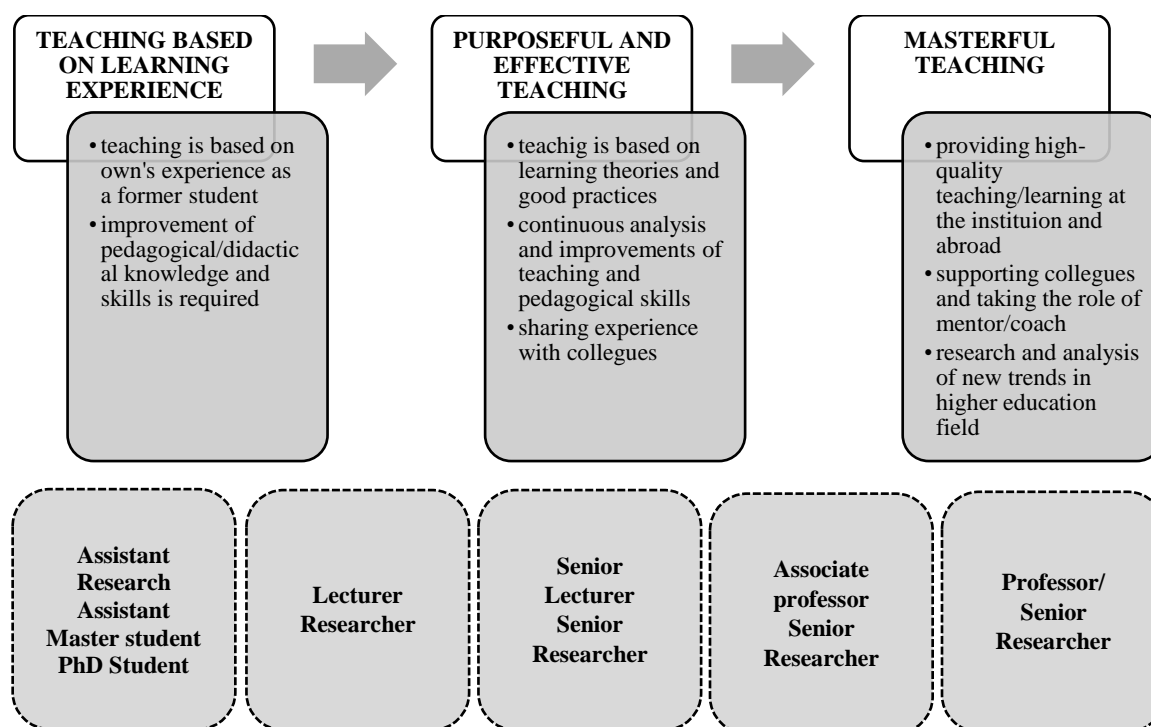 TEACHING BASED
ON LEARNING
EXPERIENCE
• teaching is based on
own's experience as
a former student
• improvement of
pedagogical/didactic
al knowledge and
skills is required
PURPOSEFUL AND
EFFECTIVE
TEACHING
• teachig is based on
learning theories and
good practices
• continuous analysis
and improvements of
teaching and
pedagogical skills
• sharing experience
with collegues
MASTERFUL
TEACHING
• providing high-
quality
teaching/learning at
the instituion and
abroad
• supporting collegues
and taking the role of
mentor/coach
• research and analysis
of new trends in
higher education
field
Assistant
Research
Assistant
Master student
PhD Student
Lecturer
Researcher
Senior
Lecturer
Senior
Researcher
Associate
professor
Senior
Researcher
Professor/
Senior
Researcher